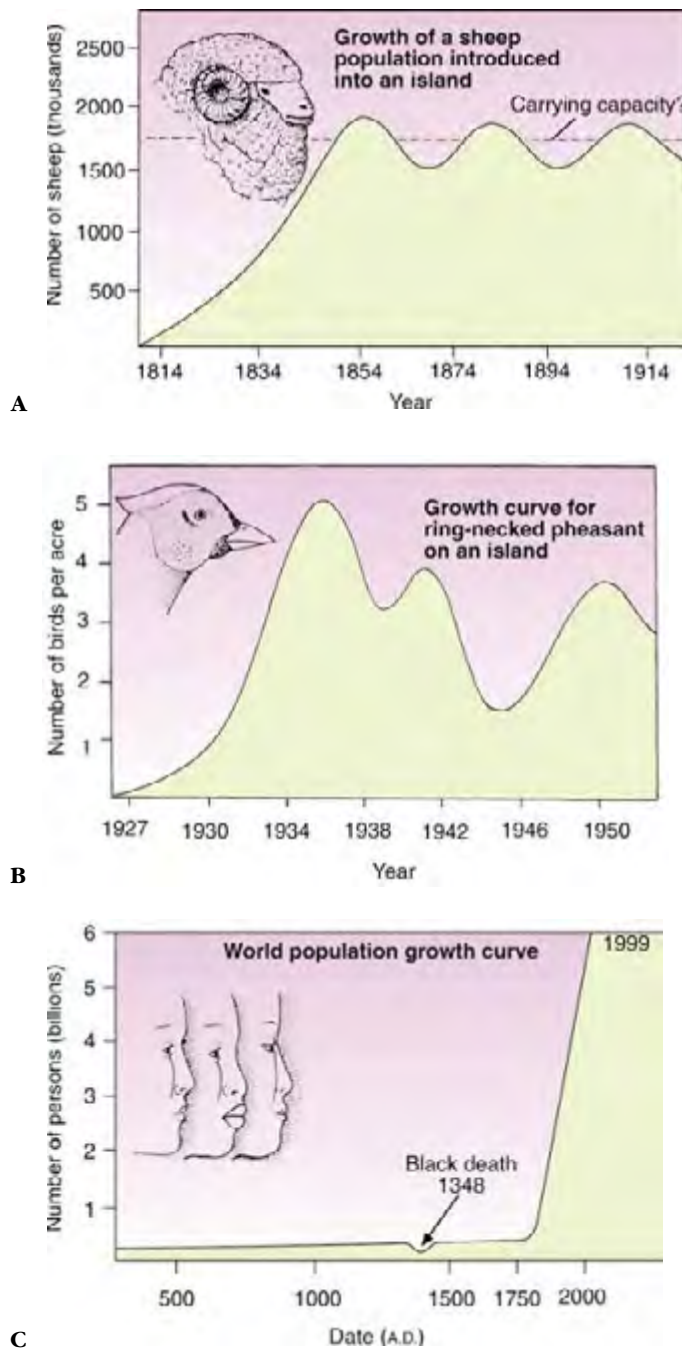 2500
2000
1500
1000
500
Number of sheep (thousands)
Growth of a sheep
population introduced
into an island
Carrying capacity?
1814 1834 1854 1874 1894 1914
Year
A
5
4
3
2
1
Number of birds per acre
Growth curve for
ring-necked pheasant
on an island
1927 1930 1934 1938 1942 1946 1950
Year
B
6
5
4
3
2
1
Number of persons (billions)
World population growth curve
1999
Black death
1348
500 1000 1500 1750 2000
Date (A.D.)
C